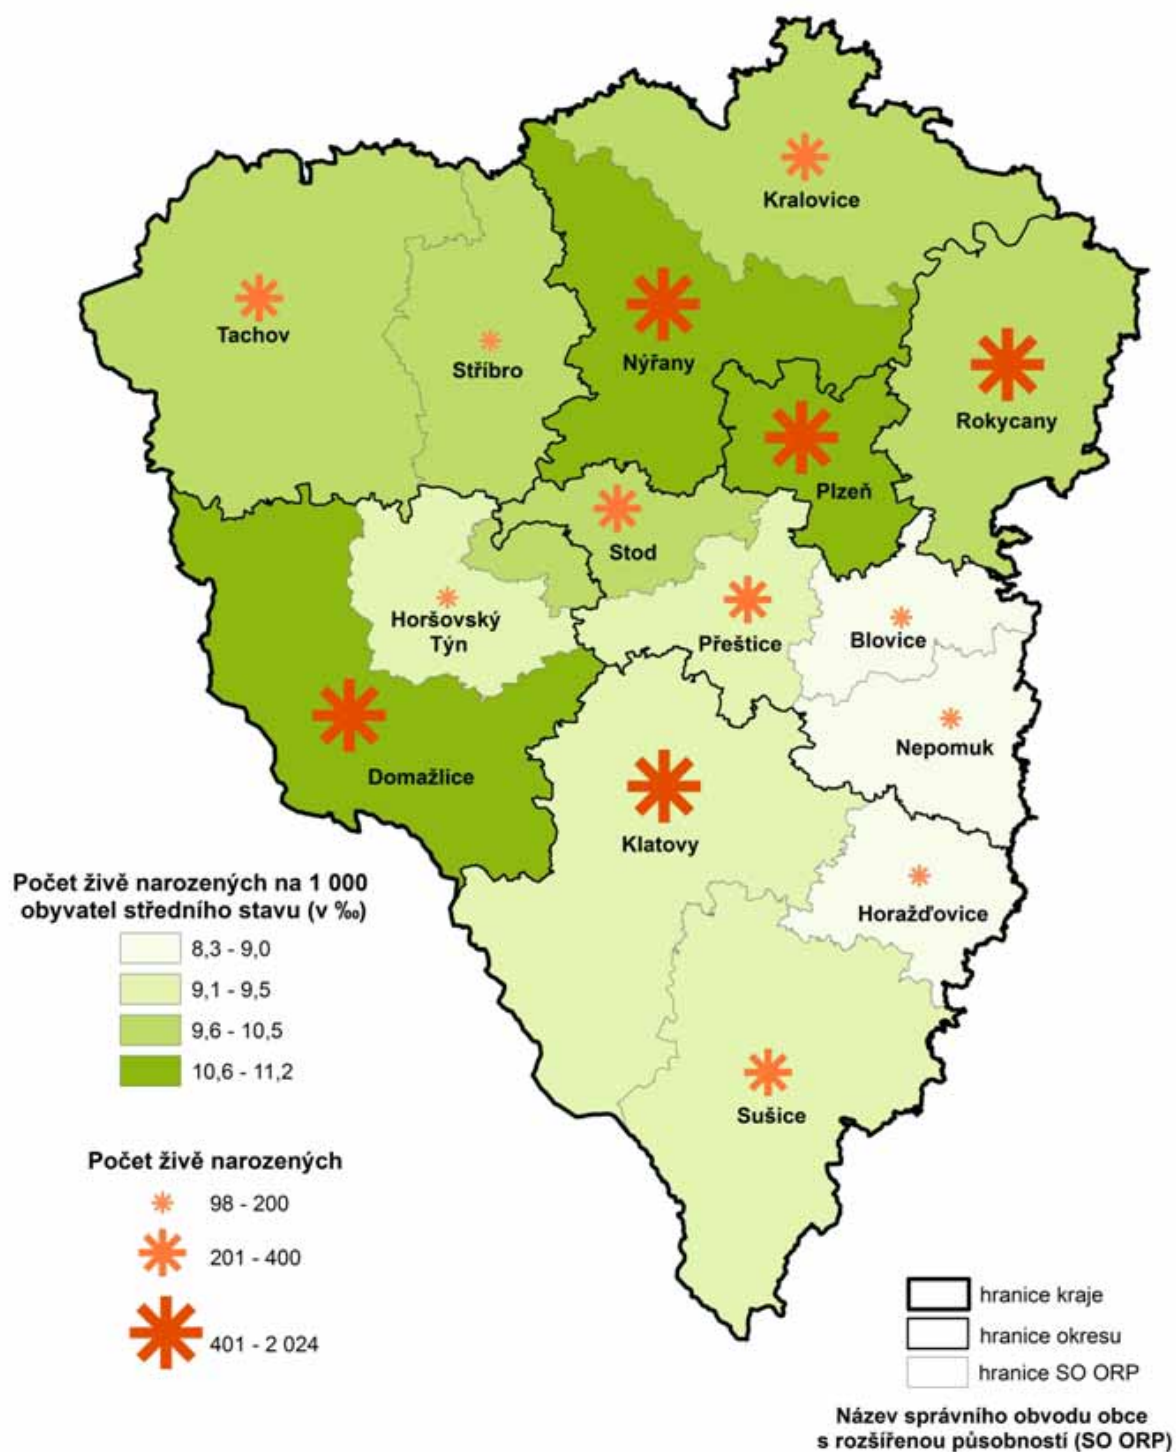 Kralovice
Tachov
Stříbro
Nýřany
Rokycany
Plzeň
Stod
Horšovský
Týn
Přeštice
Blovice
Nepomuk
Domažlice
Klatovy
Horažďovice
Sušice
Počet živě narozených na 1 000
obyvatel středního stavu (v ‰)
8,3 - 9,0
9,1 - 9,5
9,6 - 10,5
10,6 - 11,2
Počet živě narozených
98 - 200
201 - 400
401 - 2 024
hranice kraje
hranice okresu
hranice SO ORP
Název správního obvodu obce
s rozšířenou působností (SO ORP)